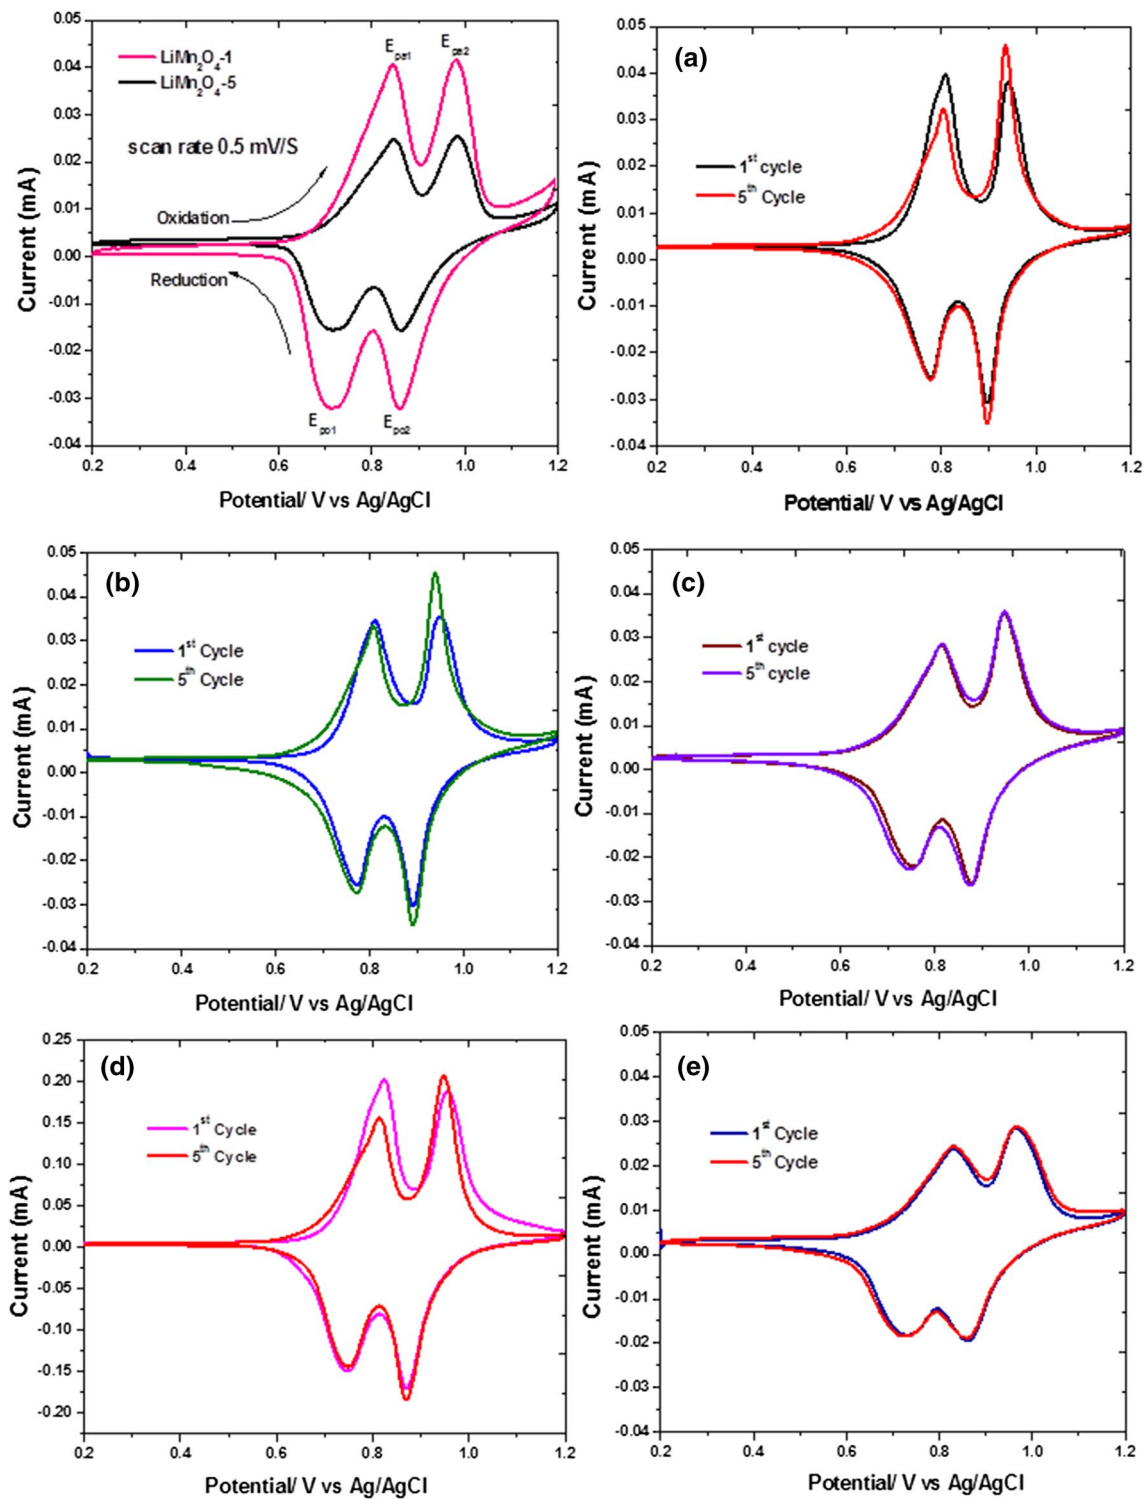 0.05
0.04
0.03
0.02
0.01
0.00
-0.01
-0.02
-0.03
-0.04
Current (mA)
LiMn2O4-1
LiMn2O4-5
Epa1
Epa2
scan rate 0.5 mV/S
Oxidation
Reduction
Epc1
Epc2
0.2 0.4 0.6 0.8 1.0 1.2
Potential/ V vs Ag/AgCl
(a)
0.05
0.04
0.03
0.02
0.01
0.00
-0.01
-0.02
-0.03
-0.04
Current (mA)
1st cycle
5th Cycle
0.2 0.4 0.6 0.8 1.0 1.2
Potential/ V vs Ag/AgCl
(b)
0.05
0.04
0.03
0.02
0.01
0.00
-0.01
-0.02
-0.03
-0.04
Current (mA)
1st Cycle
5th Cycle
0.2 0.4 0.6 0.8 1.0 1.2
Potential/ V vs Ag/AgCl
(c)
0.05
0.04
0.03
0.02
0.01
0.00
-0.01
-0.02
-0.03
-0.04
Current (mA)
1st cycle
5th cycle
0.2 0.4 0.6 0.8 1.0 1.2
Potential/ V vs Ag/AgCl
(d)
0.25
0.20
0.15
0.10
0.05
0.00
-0.05
-0.10
-0.15
-0.20
Current (mA)
1st Cycle
5th Cycle
0.2 0.4 0.6 0.8 1.0 1.2
Potential/ V vs Ag/AgCl
(e)
0.05
0.04
0.03
0.02
0.01
0.00
-0.01
-0.02
-0.03
-0.04
Current (mA)
1st Cycle
5th Cycle
0.2 0.4 0.6 0.8 1.0 1.2
Potential/ V vs Ag/AgCl